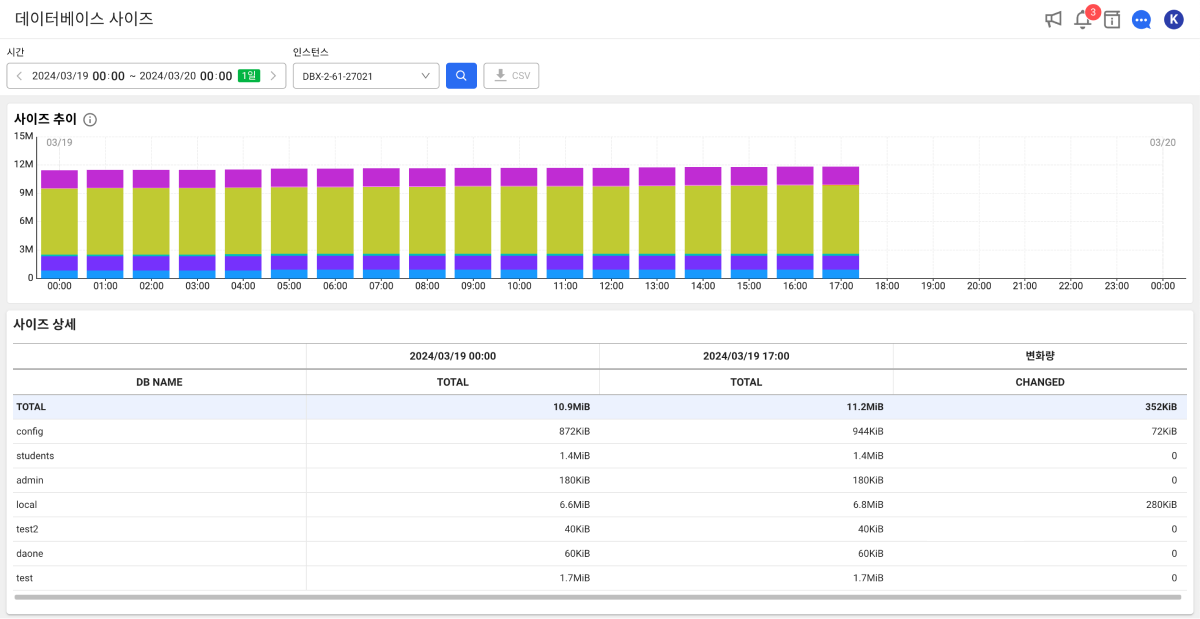 데이터베이스 사이즈
3
K
시간
인스턴스
2024/03/19 00:00 ~ 2024/03/20 00:00 1일
DBX-2-61-27021
CSV
사이즈 추이
15M
12M
9M
6M
3M
0
03/19
03/20
00:00 01:00 02:00 03:00 04:00 05:00 06:00 07:00 08:00 09:00 10:00 11:00 12:00 13:00 14:00 15:00 16:00 17:00 18:00 19:00 20:00 21:00 22:00 23:00 00:00
사이즈 상세
2024/03/19 00:00 2024/03/19 17:00 변화량
DB NAME TOTAL TOTAL CHANGED
TOTAL 10.9MiB 11.2MiB 352KiB
config 872KiB 944KiB 72KiB
students 1.4MiB 1.4MiB 0
admin 180KiB 180KiB 0
local 6.6MiB 6.8MiB 280KiB
test2 40KiB 40KiB 0
daone 60KiB 60KiB 0
test 1.7MiB 1.7MiB 0